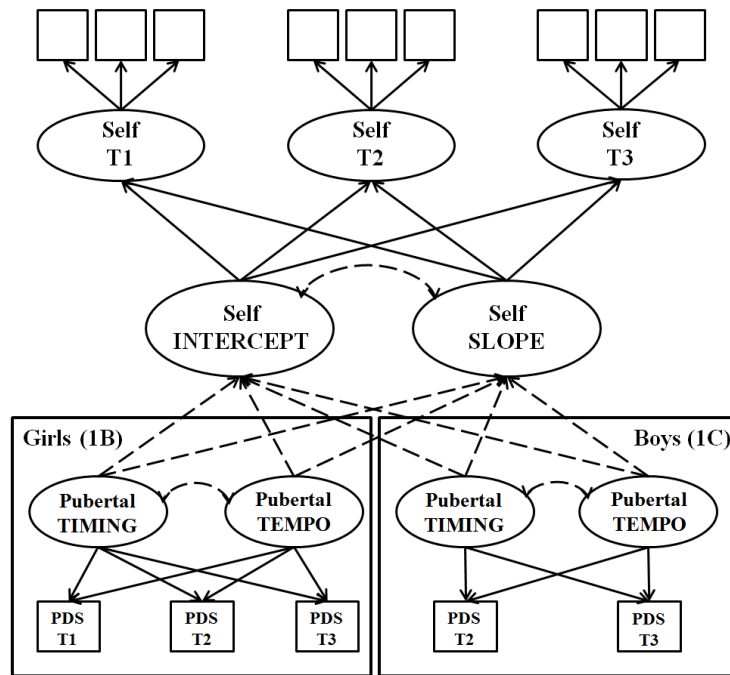 Self
T1
Self
T2
Self
T3
Self
INTERCEPT
Self
SLOPE
Girls (1B)
Boys (1C)
Pubertal
TIMING
Pubertal
TEMPO
Pubertal
TIMING
Pubertal
TEMPO
PDS
T1
PDS
T2
PDS
T3
PDS
T2
PDS
T3